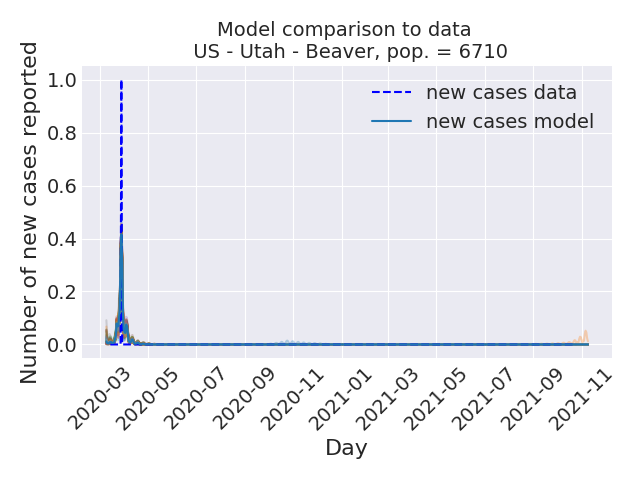 Model comparison to data
US - Utah - Beaver, pop. = 6710
new cases data
new cases model
Number of new cases reported
1.0
0.8
0.6
0.4
0.2
0.0
2020-03
2020-05
2020-07
2020-09
2020-11
2021-01
2021-03
2021-05
2021-07
2021-09
2021-11
Day